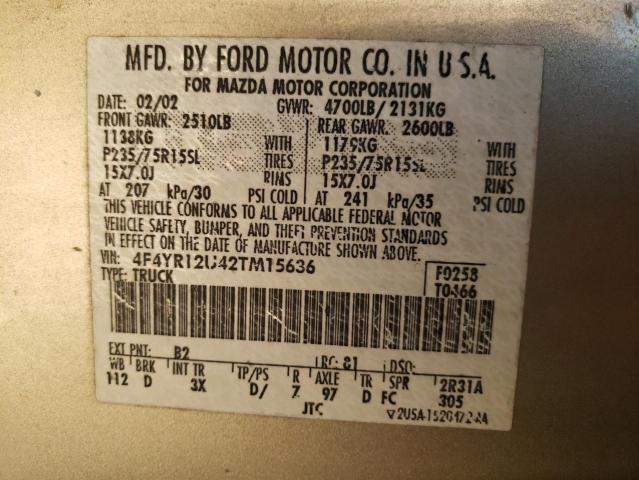 MFD. BY FORD MOTOR CO. IN U.S.A.
FOR MAZDA MOTOR CORPORATION
DATE: 02/02 GVWR: 4700LB/ 2131KG
FRONT GAWR: 2510LB REAR GAWR: 2600LB
1138KG WITH 1179KG WITH
P235/75R15SL TIRES P235/75R15SL TIRES
15X7.0J RIMS 15X7.0J RIMS
AT 207 kPa/30 PSI COLD AT 241 kPa/35 PSI COLD
THIS VEHICLE CONFORMS TO ALL APPLICABLE FEDERAL MOTOR
VEHICLE SAFETY, BUMPER, AND THEFT PREVENTION STANDARDS
IN EFFECT ON THE DATE OF MANUFACTURE SHOWN ABOVE.
VIN: 4F4YR12U42TM15636 F0258
TYPE: TRUCK T0466
EXT PNT: B2 RC: 81 DSO:
WB BRK INT TR TP/PS R AXLE TR SPR 2R31A
112 D 3X D/ 7 97 D FC 305
JTC